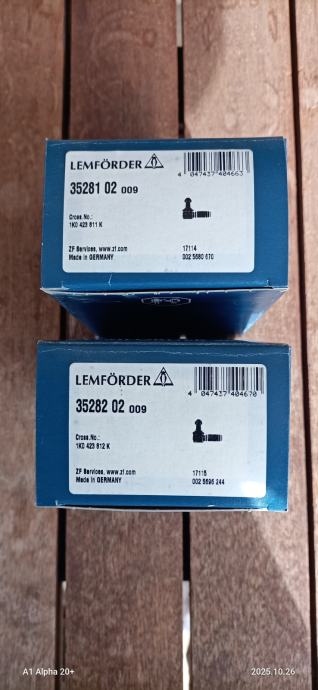 LEMFÖRDER
4 047437 404663
35281 02 009
Cross.No.:
1K0 423 811 K
ZF Services, www.zf.com
17114
Made in GERMANY
002 5680 670
LEMFÖRDER
4 047437 404670
35282 02 009
Cross.No.:
1K0 423 812 K
ZF Services, www.zf.com
17115
Made in GERMANY
002 5695 244
A1 Alpha 20+
2025.10.26